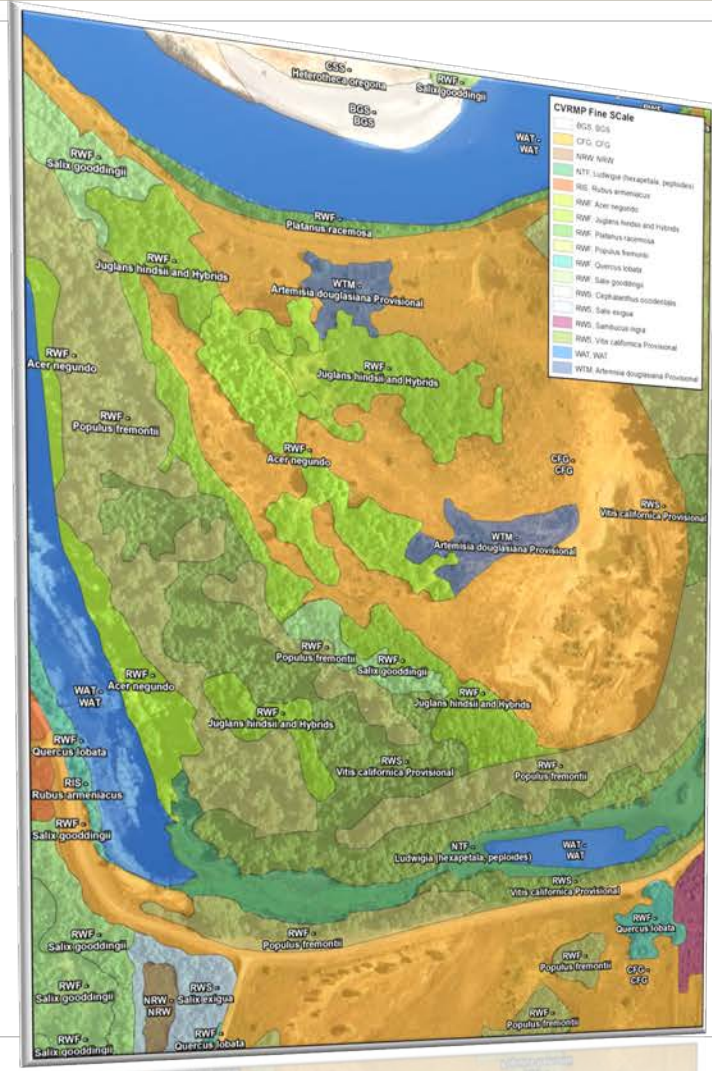 CSS -
Heterotheca oregona
RWF -
Salix gooddingii
BGS -
BGS
WAT -
WAT
CVRMP Fine SCale
BGS, BGS
CFG, CFG
NRW, NRW
NTF, Ludwigia (hexapetala, peploides)
RIS, Rubus armeniacus
RWF, Acer negundo
RWF, Juglans hindsii and Hybrids
RWF, Platanus racemosa
RWF, Populus fremontii
RWF, Quercus lobata
RWF, Salix gooddingii
RWS, Cephalanthus occidentalis
RWS, Salix exigua
RWS, Sambucus nigra
RWS, Vitis californica Provisional
WAT, WAT
WTM, Artemisia douglasiana Provisional
RWF -
Salix gooddingii
RWF -
Platanus racemosa
RWF -
Juglans hindsii and Hybrids
WTM -
Artemisia douglasiana Provisional
RWF -
Acer negundo
RWF -
Juglans hindsii and Hybrids
RWF -
Populus fremontii
RWF -
Acer negundo
CFG -
CFG
RWS -
Vitis californica Provisional
WTM -
Artemisia douglasiana Provisional
RWF -
Populus fremontii
RWF -
Salix gooddingii
RWF -
Acer negundo
WAT -
WAT
RWF -
Juglans hindsii and Hybrids
RWF -
Juglans hindsii and Hybrids
RWF -
Quercus lobata
RWS -
Vitis californica Provisional
RWF -
Populus fremontii
RIS -
Rubus armeniacus
RWF -
Salix gooddingii
NTF -
Ludwigia (hexapetala, peploides)
WAT -
WAT
RWS -
Vitis californica Provisional
RWF -
Salix gooddingii
RWF -
Populus fremontii
RWF -
Quercus lobata
RWF -
Populus fremontii
CFG -
CFG
RWF -
Salix gooddingii
NRW -
NRW
RWS -
Salix exigua
RWF -
Populus fremontii
RWF -
Salix gooddingii
RWF -
Quercus lobata